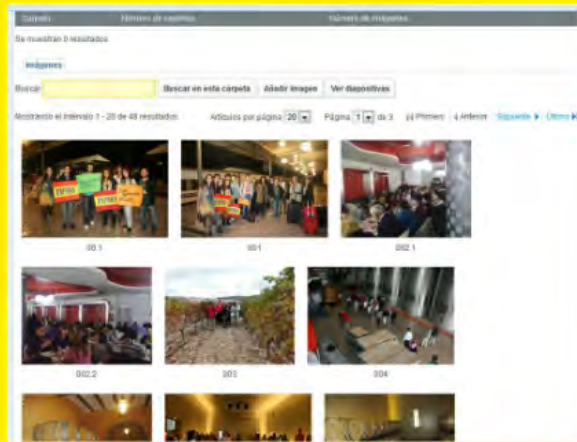 Carpeta Número de carpetas Número de imágenes
Se muestran 0 resultados.
Imágenes
Buscar Buscar en esta carpeta Añadir imagen Ver diapositivas
Mostrando el intervalo 1 - 20 de 48 resultados. Artículos por página 20 Página 1 de 3 Primero Anterior Siguiente Último
00.1 001 002.1
002.2 003 004